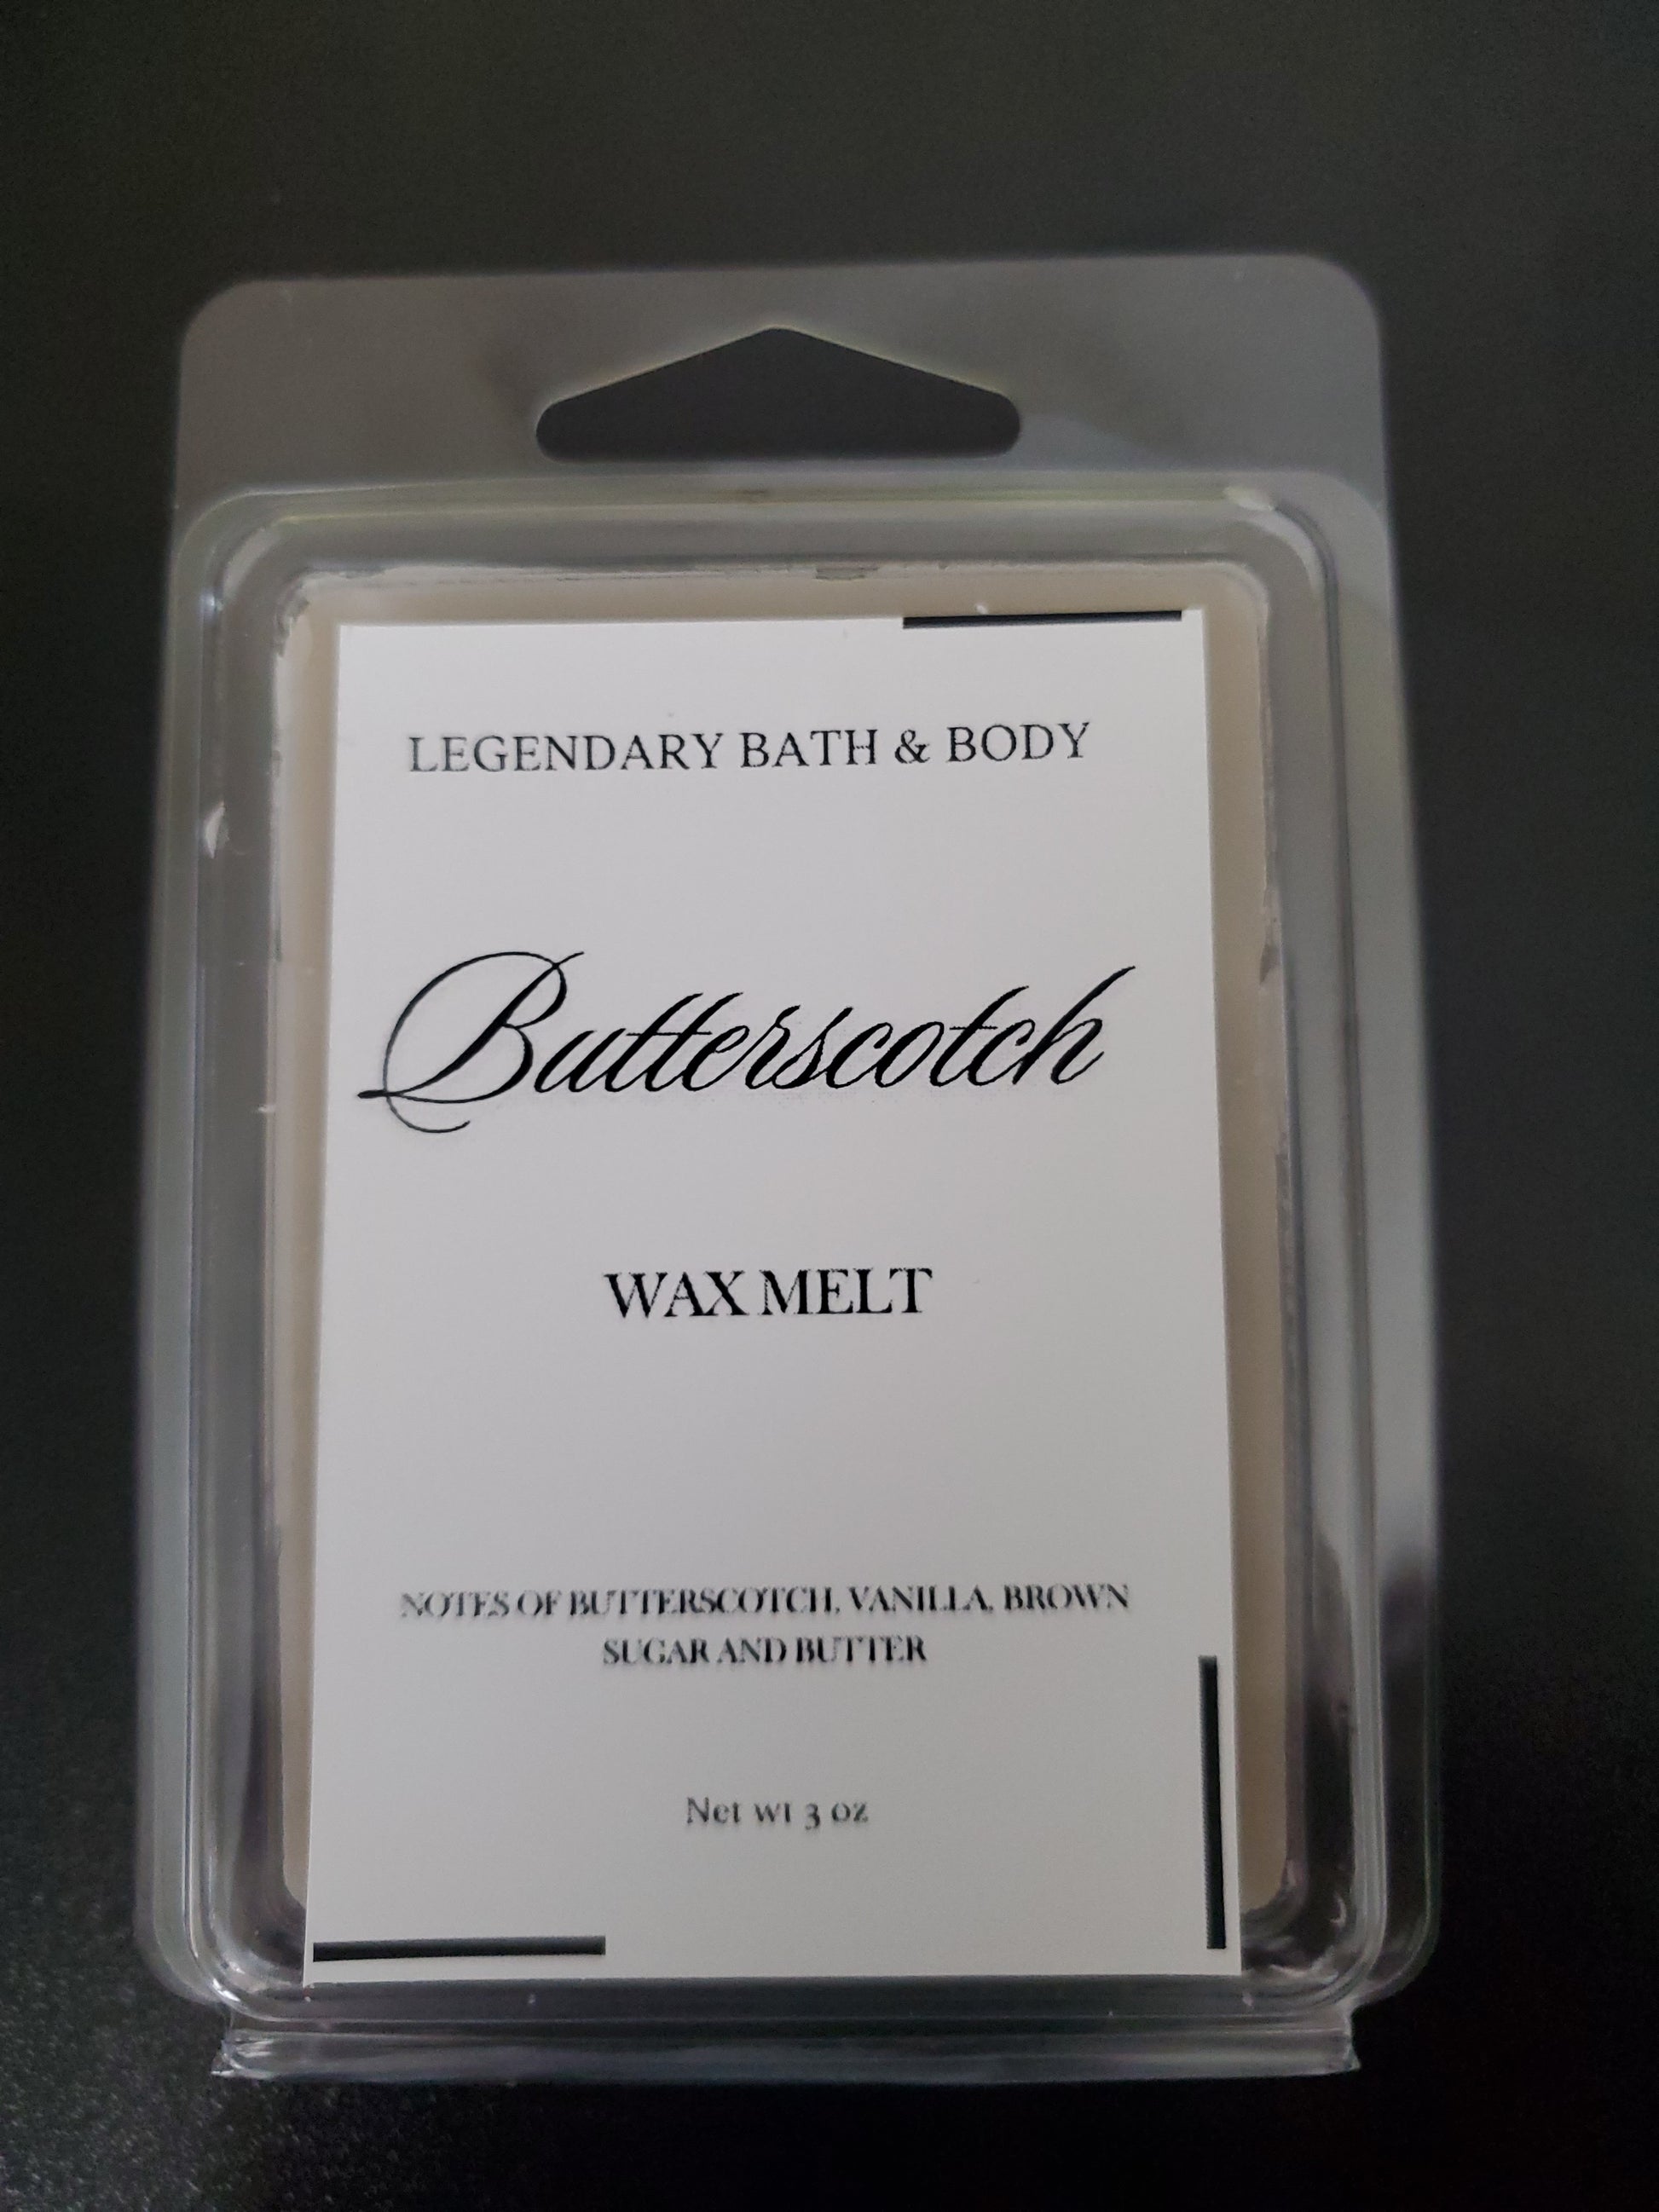 LEGENDARY BATH & BODY
Butterscotch
WAX MELT
NOTES OF BUTTERSCOTCH, VANILLA, BROWN
SUGAR AND BUTTER
Net wt 3 oz